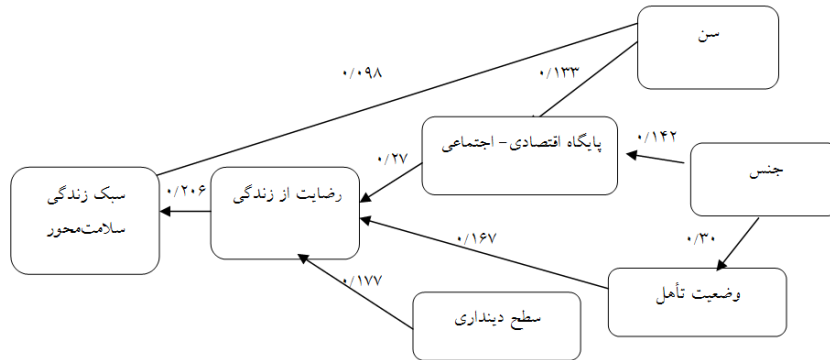 سن
۰/۰۹۸
۰/۱۳۳
پایگاه اقتصادی- اجتماعی
۰/۱۴۲
جنس
۰/۲۷
رضایت از زندگی
۰/۲۰۶
سبک زندگی
سلامت‌محور
۰/۱۶۷
۰/۳۰
وضعیت تأهل
۰/۱۷۷
سطح دینداری